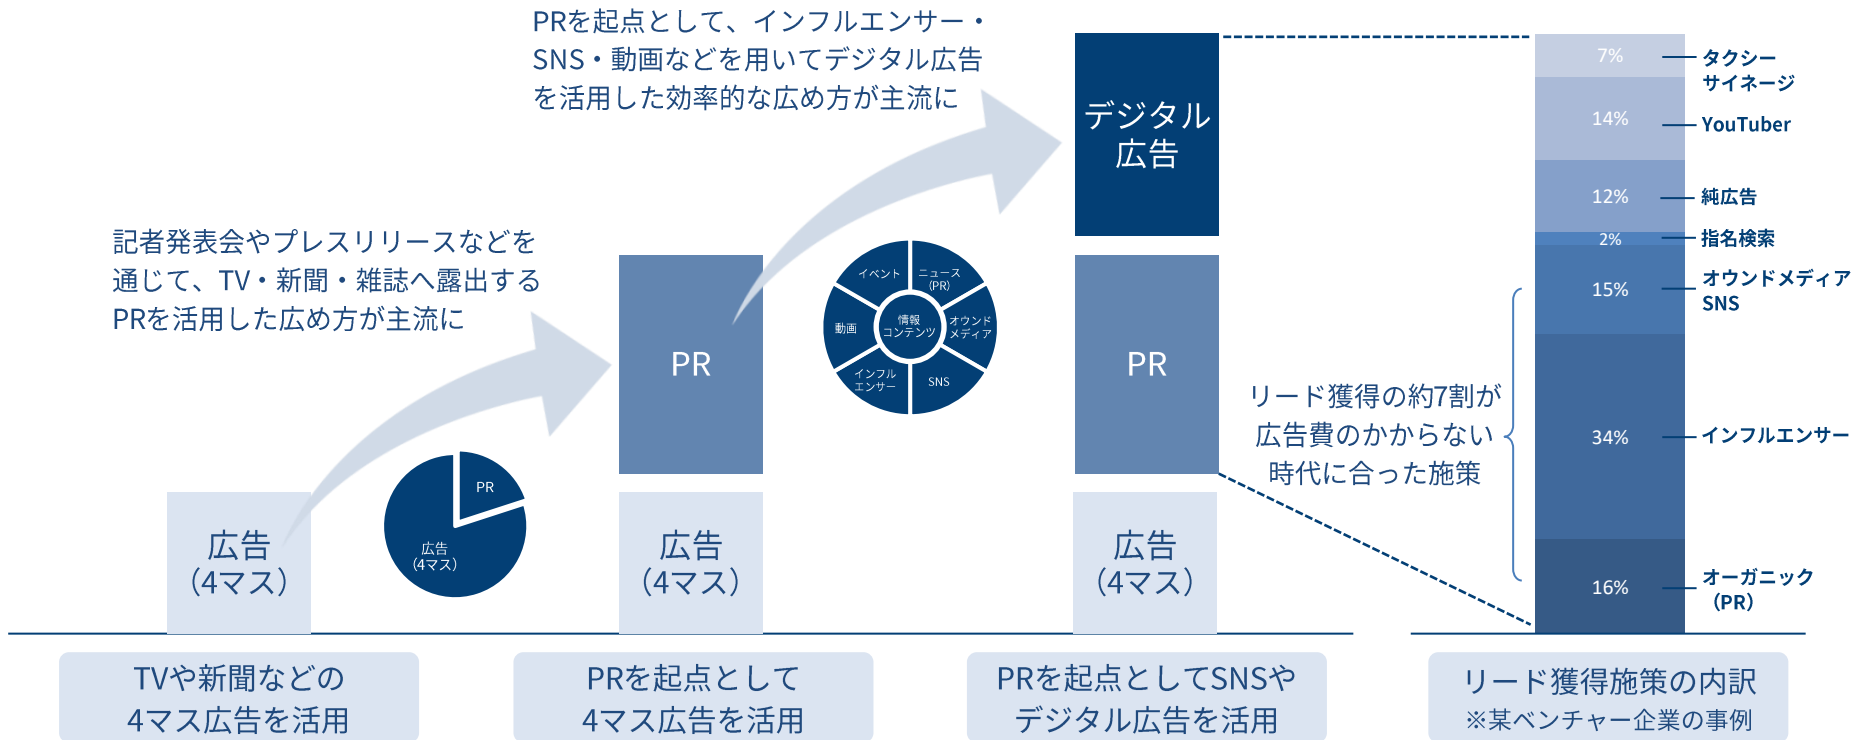 PRを起点として、インフルエンサー・
SNS・動画などを用いてデジタル広告
を活用した効率的な広め方が主流に
記者発表会やプレスリリースなどを
通じて、TV・新聞・雑誌へ露出する
PRを活用した広め方が主流に
広告
（4マス）
PR
広告
（4マス）
PR
広告
（4マス）
イベント
ニュース
（PR）
動画
情報
コンテンツ
オウンド
メディア
インフル
エンサー
SNS
デジタル
広告
PR
広告
（4マス）
リード獲得の約7割が
広告費のかからない
時代に合った施策
7%
タクシー
サイネージ
14%
YouTuber
12%
純広告
2%
指名検索
15%
オウンドメディア
SNS
34%
インフルエンサー
16%
オーガニック
（PR）
TVや新聞などの
4マス広告を活用
PRを起点として
4マス広告を活用
PRを起点としてSNSや
デジタル広告を活用
リード獲得施策の内訳
※某ベンチャー企業の事例